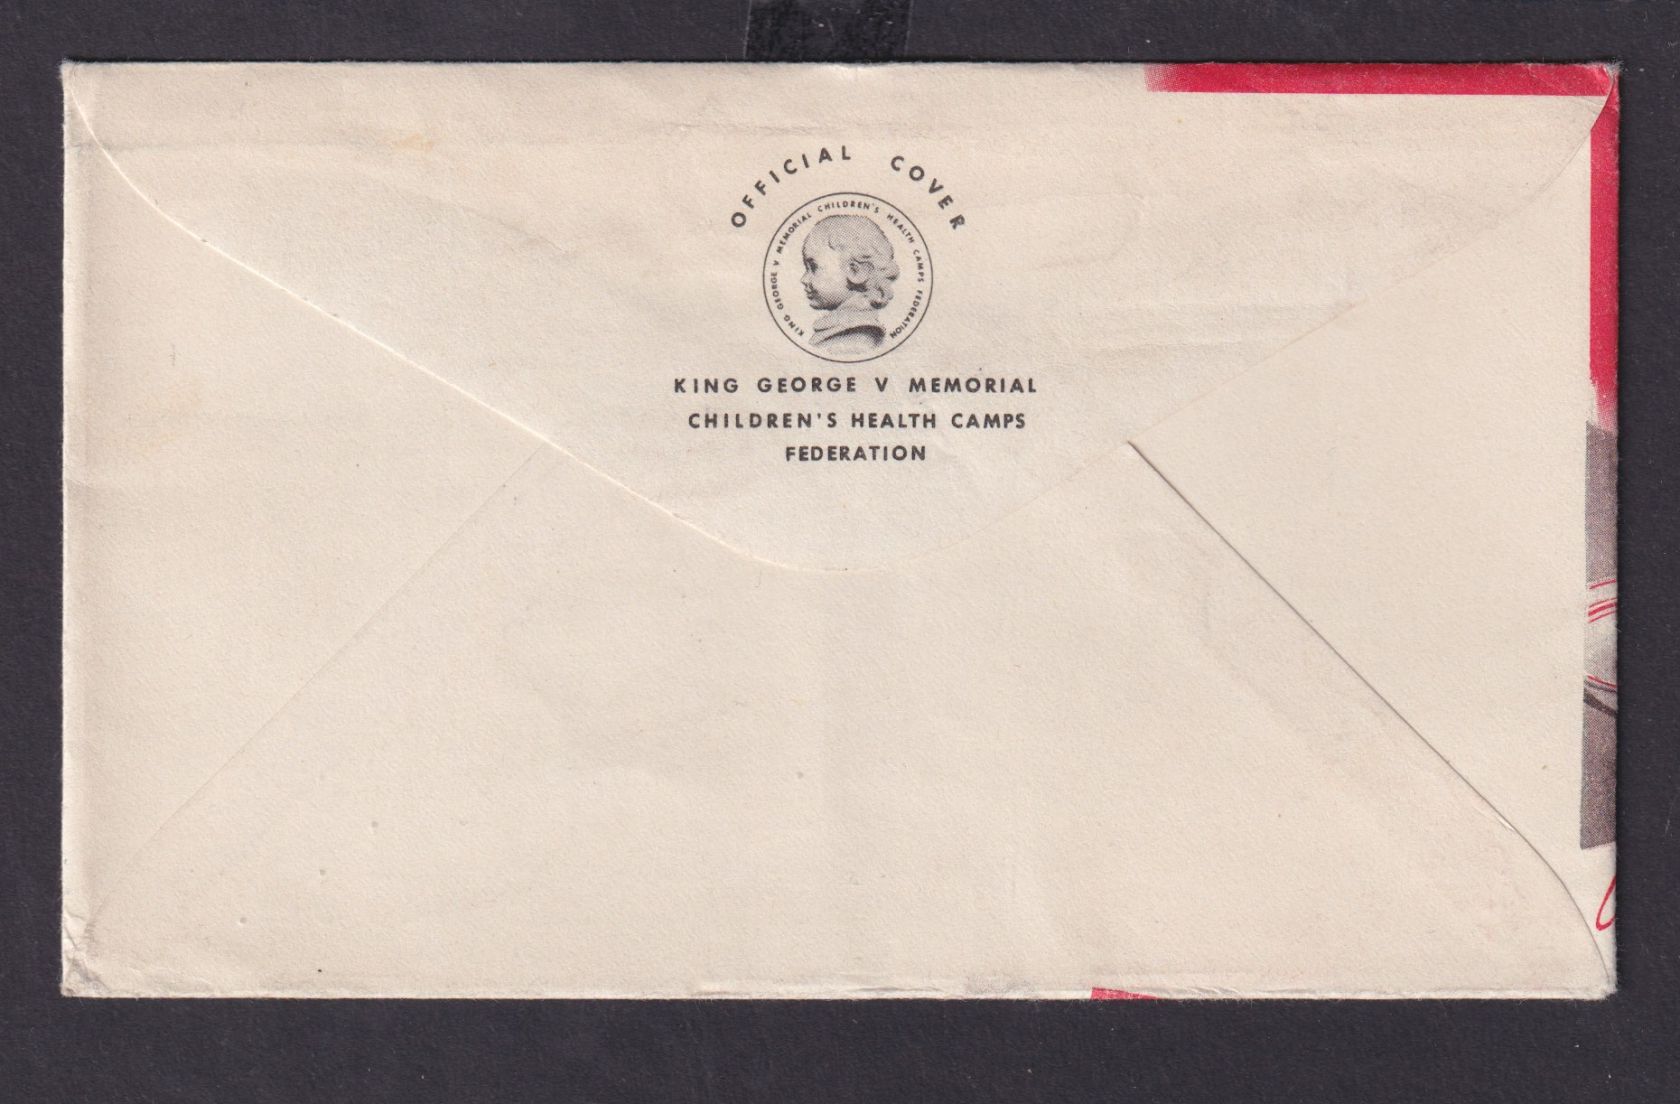 OFFICIAL COVER
KING GEORGE V MEMORIAL CHILDREN'S HEALTH CAMPS FEDERATION
KING GEORGE V MEMORIAL
CHILDREN'S HEALTH CAMPS
FEDERATION